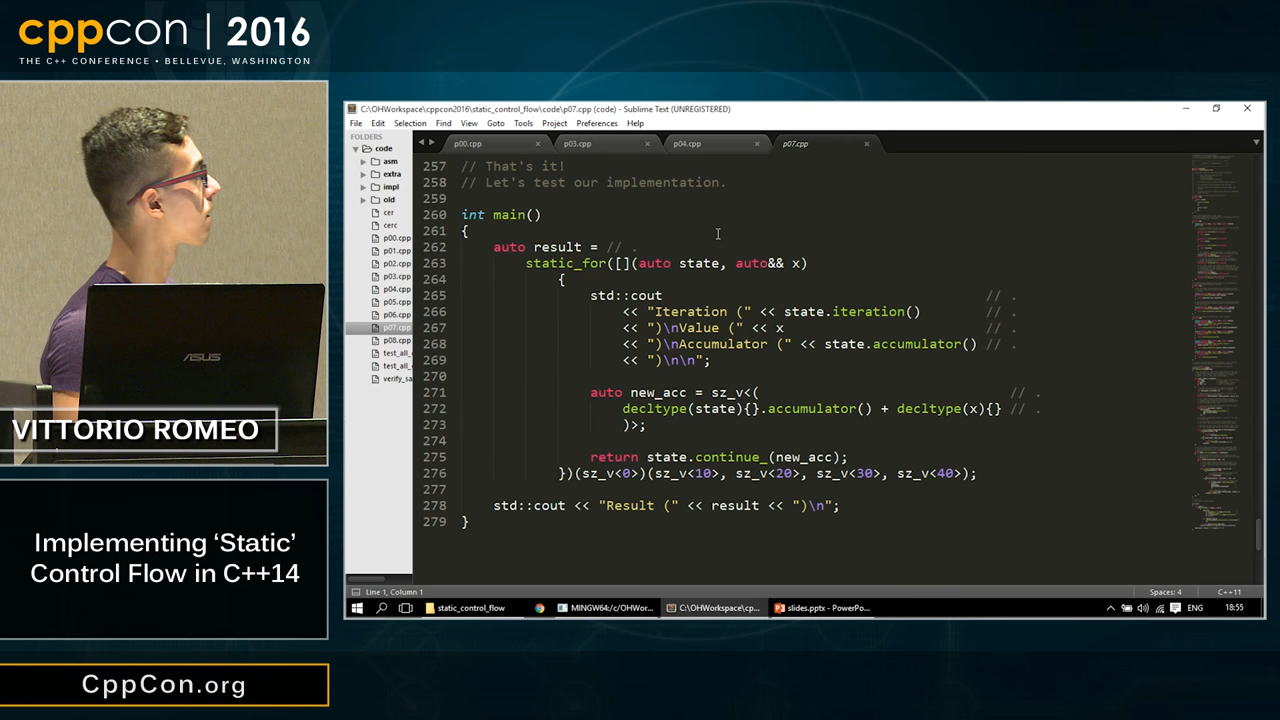 cppcon | 2016
THE C++ CONFERENCE • BELLEVUE, WASHINGTON
ASUS
VITTORIO ROMEO
Implementing ‘Static’
Control Flow in C++14
CppCon.org
C:\OHWorkspace\cppcon2016\static_control_flow\code\p07.cpp (code) - Sublime Text (UNREGISTERED)
File Edit Selection Find View Goto Tools Project Preferences Help
FOLDERS
code
asm
extra
impl
old
cer
cerc
p00.cpp
p01.cpp
p02.cpp
p03.cpp
p04.cpp
p05.cpp
p06.cpp
p07.cpp
p08.cpp
test_all_
test_all_
verify_sa
p00.cpp p03.cpp p04.cpp p07.cpp
257 // That's it!
258 // Let's test our implementation.
259
260 int main()
261 {
262 auto result = // .
263 static_for([](auto state, auto&& x)
264 {
265 std::cout // .
266 << "Iteration (" << state.iteration() // .
267 << ")\nValue (" << x // .
268 << ")\nAccumulator (" << state.accumulator() // .
269 << ")\n\n";
270
271 auto new_acc = sz_v<( // .
272 decltype(state){}.accumulator() + decltype(x){} // .
273 )>;
274
275 return state.continue_(new_acc);
276 })(sz_v<0>)(sz_v<10>, sz_v<20>, sz_v<30>, sz_v<40>);
277
278 std::cout << "Result (" << result << ")\n";
279 }
Line 1, Column 1 Spaces: 4 C++11
static_control_flow MINGW64:/c/OHWor... C:\OHWorkspace\cp... slides.pptx - PowerPo... ENG 18:55